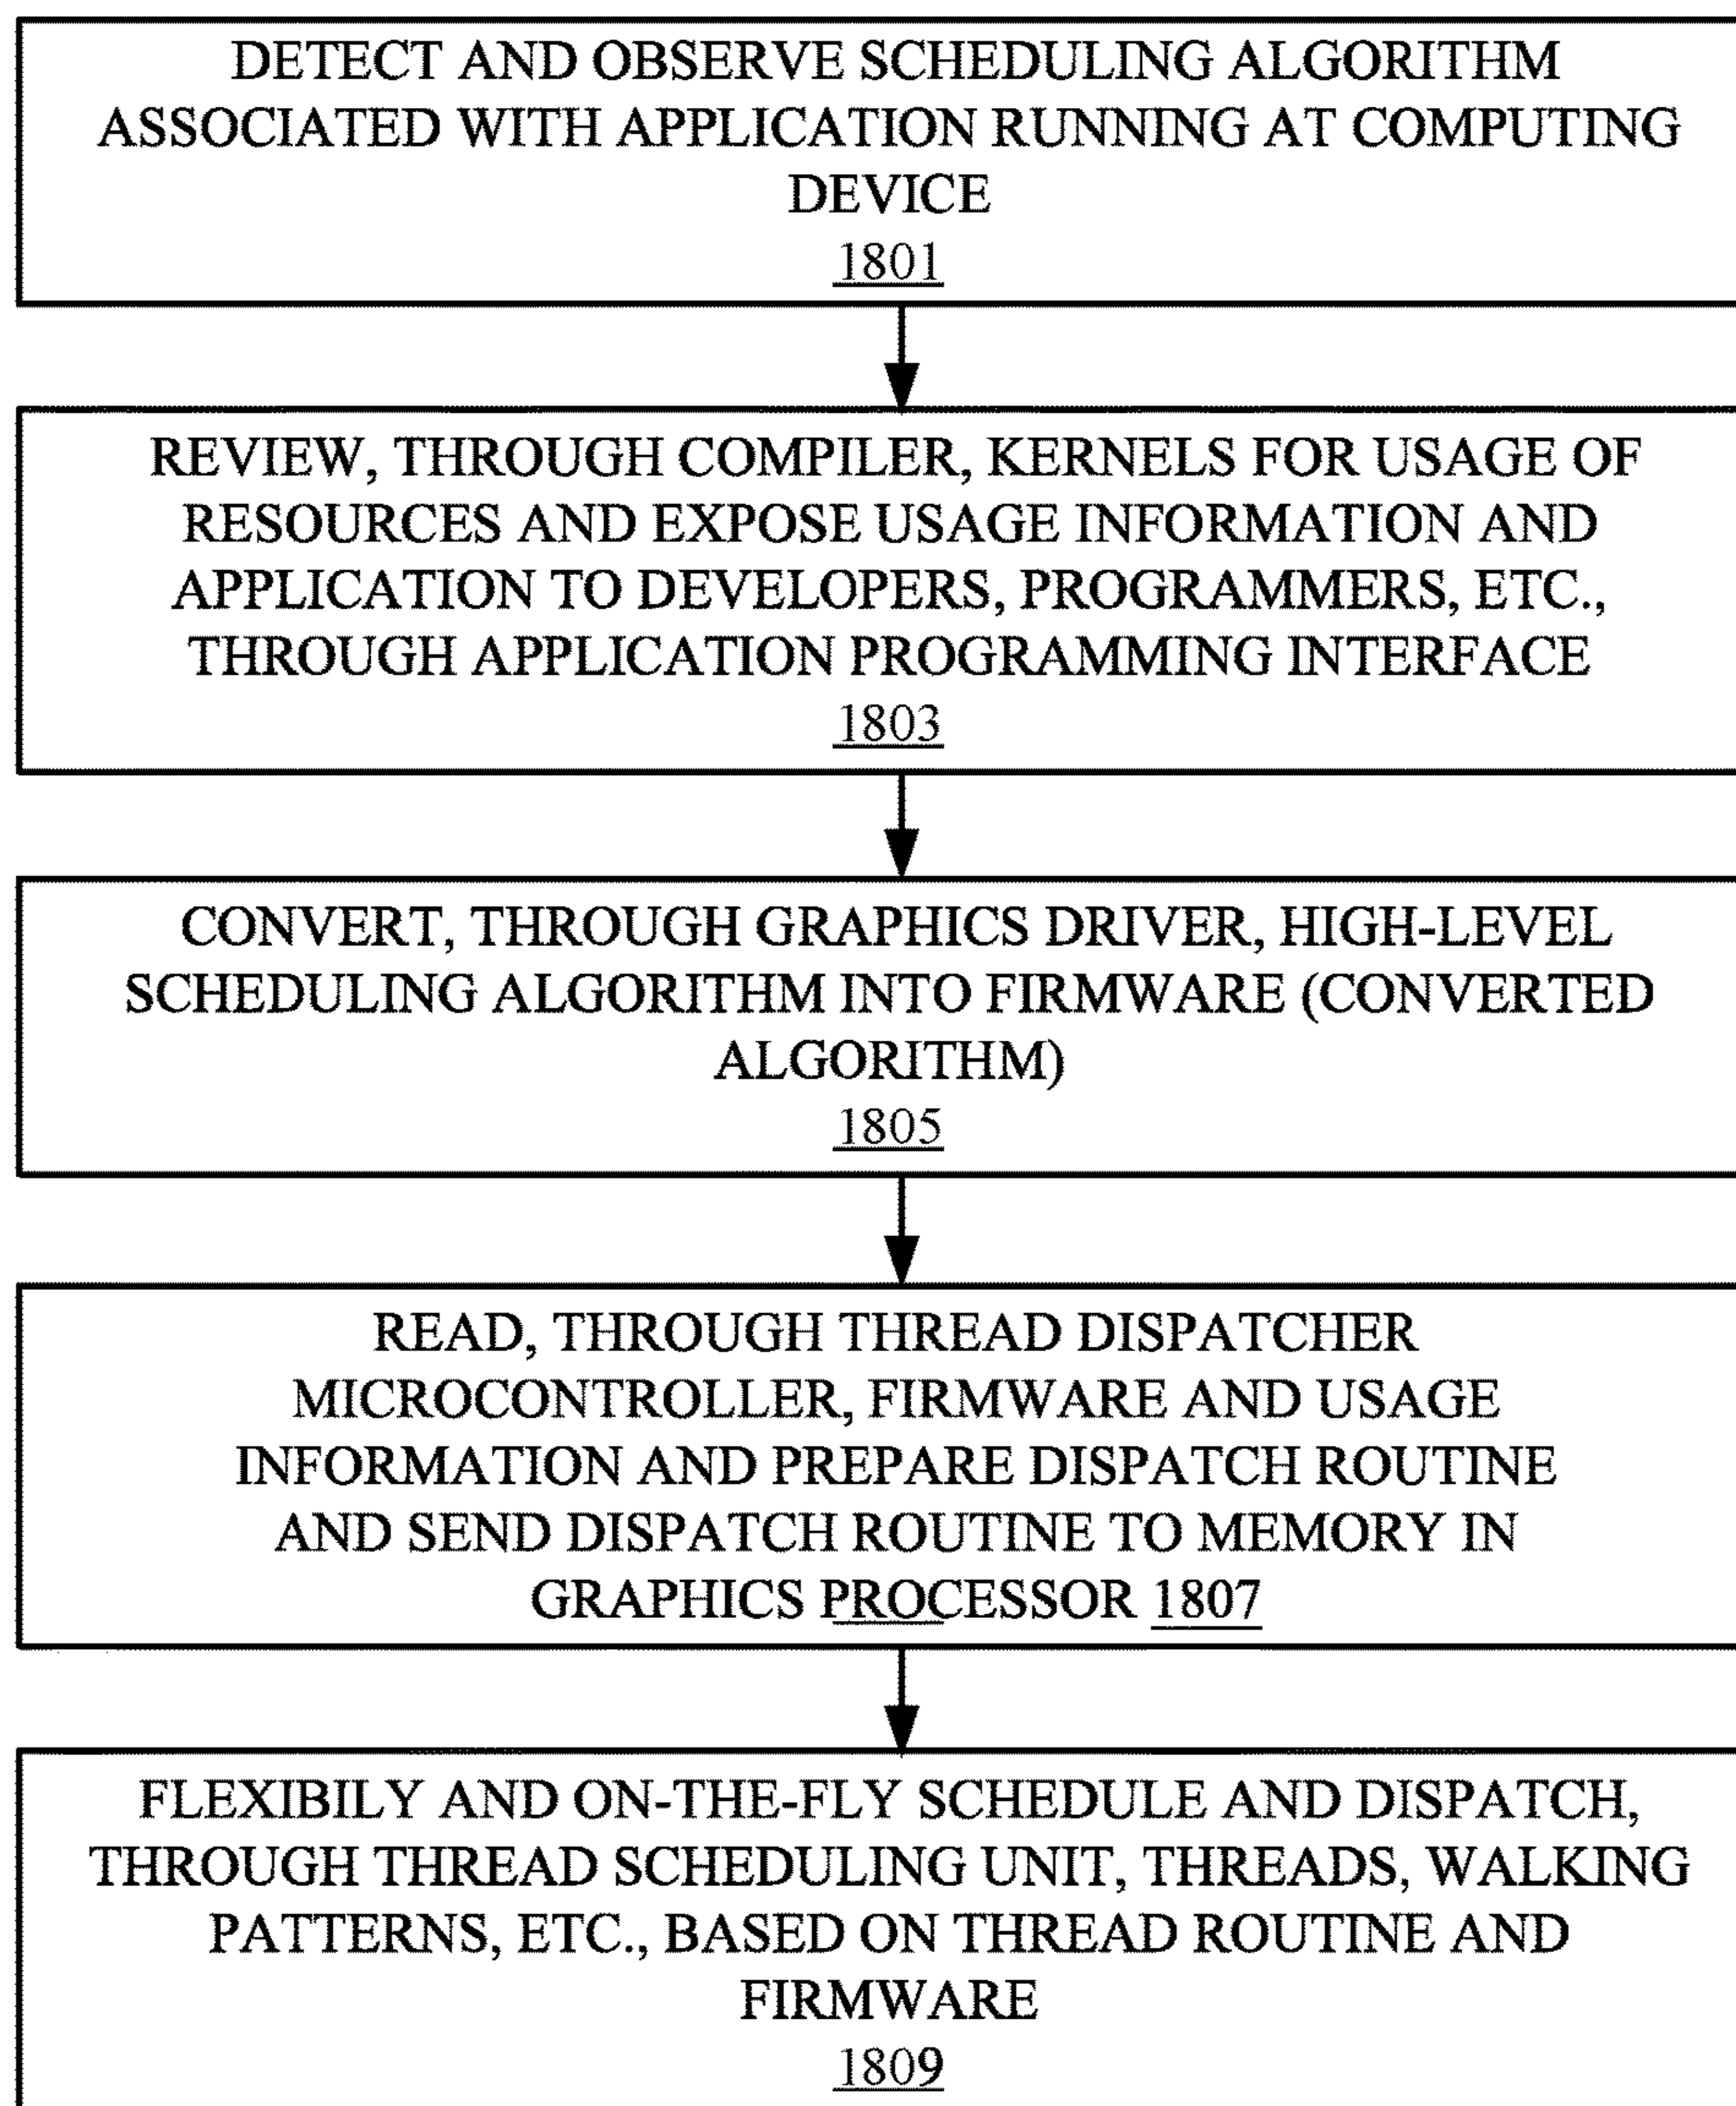 DETECT AND OBSERVE SCHEDULING ALGORITHM
ASSOCIATED WITH APPLICATION RUNNING AT COMPUTING
DEVICE
1801
REVIEW, THROUGH COMPILER, KERNELS FOR USAGE OF
RESOURCES AND EXPOSE USAGE INFORMATION AND
APPLICATION TO DEVELOPERS, PROGRAMMERS, ETC.,
THROUGH APPLICATION PROGRAMMING INTERFACE
1803
CONVERT, THROUGH GRAPHICS DRIVER, HIGH-LEVEL
SCHEDULING ALGORITHM INTO FIRMWARE (CONVERTED
ALGORITHM)
1805
READ, THROUGH THREAD DISPATCHER
MICROCONTROLLER, FIRMWARE AND USAGE
INFORMATION AND PREPARE DISPATCH ROUTINE
AND SEND DISPATCH ROUTINE TO MEMORY IN
GRAPHICS PROCESSOR 1807
FLEXIBILY AND ON-THE-FLY SCHEDULE AND DISPATCH,
THROUGH THREAD SCHEDULING UNIT, THREADS, WALKING
PATTERNS, ETC., BASED ON THREAD ROUTINE AND
FIRMWARE
1809